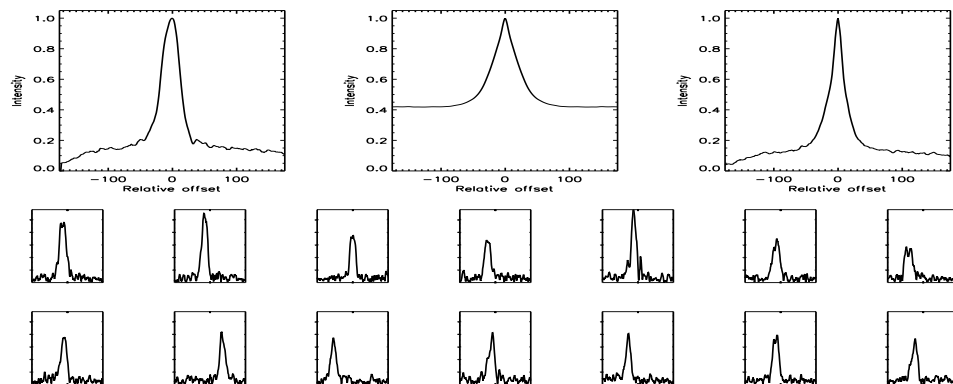 1.0 1.0 1.0
0.8 0.8 0.8
Intensity Intensity Intensity
0.6 0.6 0.6
0.4 0.4 0.4
0.2 0.2 0.2
0.0 0.0 0.0
−100 0 100 −100 0 100 −100 0 100
Relative offset Relative offset Relative offset